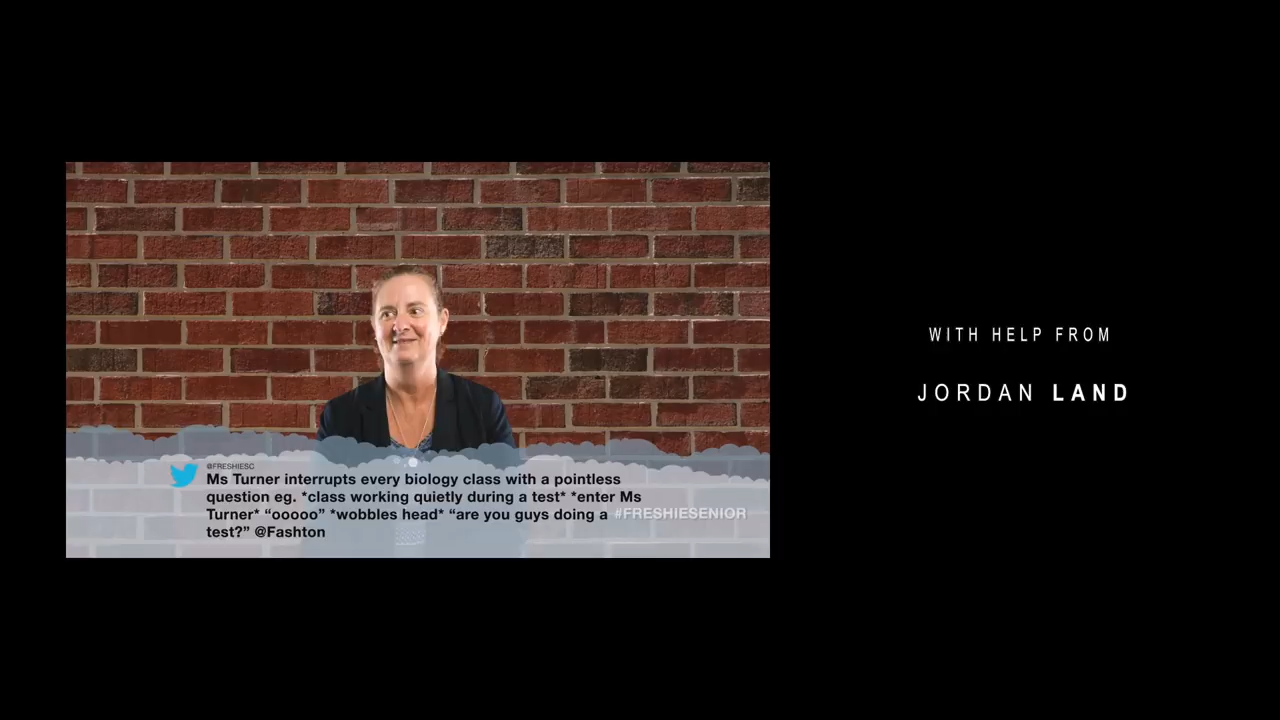 @FRESHIESC
Ms Turner interrupts every biology class with a pointless
question eg. *class working quietly during a test* *enter Ms
Turner* “ooooo” *wobbles head* “are you guys doing a
test?” @Fashton
#FRESHIESENIOR
WITH HELP FROM
JORDAN LAND